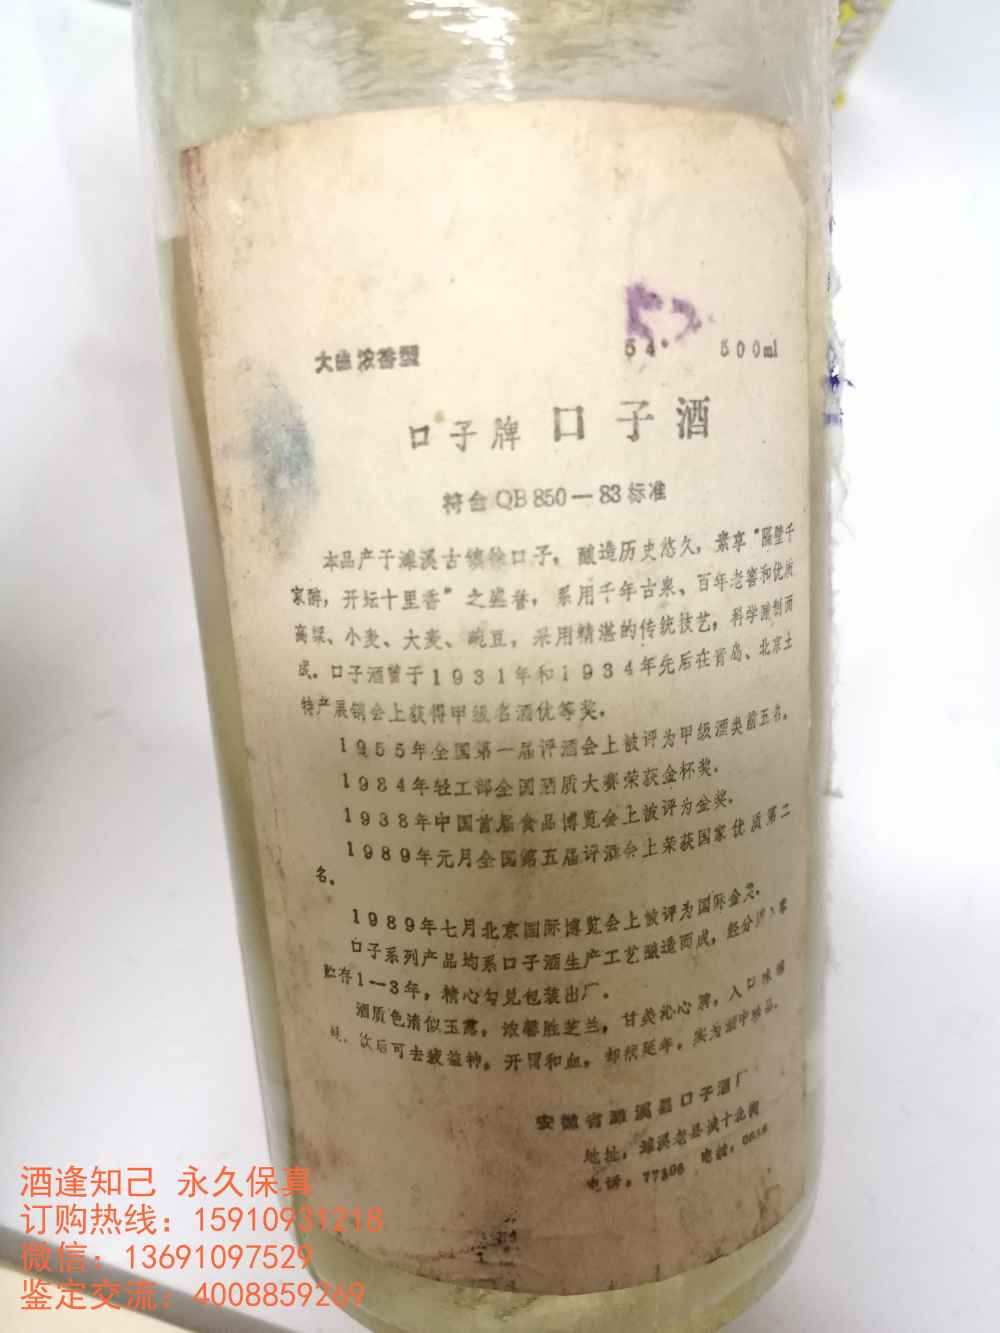 52
大曲浓香型 54° 500ml
口子牌 口子酒
符合QB850—83标准
本品产于濉溪古镇徐口子，酿造历史悠久，素享“隔壁千
家醉，开坛十里香”之盛誉，系用千年古泉、百年老窖和优质
高粱、小麦、大麦、豌豆，采用精湛的传统技艺，科学酿制而
成。口子酒曾于1931年和1934年先后在青岛、北京土
特产展销会上获得甲级名酒优等奖。
1955年全国第一届评酒会上被评为甲级酒类前五名。
1984年轻工部全国酒质大赛荣获金杯奖。
1938年中国首届食品博览会上被评为金奖。
1989年元月全国第五届评酒会上荣获国家优质第二
名。
1989年七月北京国际博览会上被评为国际金奖。
口子系列产品均系口子酒生产工艺酿造而成，经分
贮存1—3年，精心勾兑包装出厂。
酒质色清似玉露，浓馨胜芝兰，甘美沁心脾，入口味
饮后可去疲益神，开胃和血，却病延年，实为酒中珍品。
安徽省濉溪县口子酒厂
地址：濉溪老县城十北街
电话：77396 电挂：
酒逢知己 永久保真
订购热线：15910931218
微信：13691097529
鉴定交流：4008859269